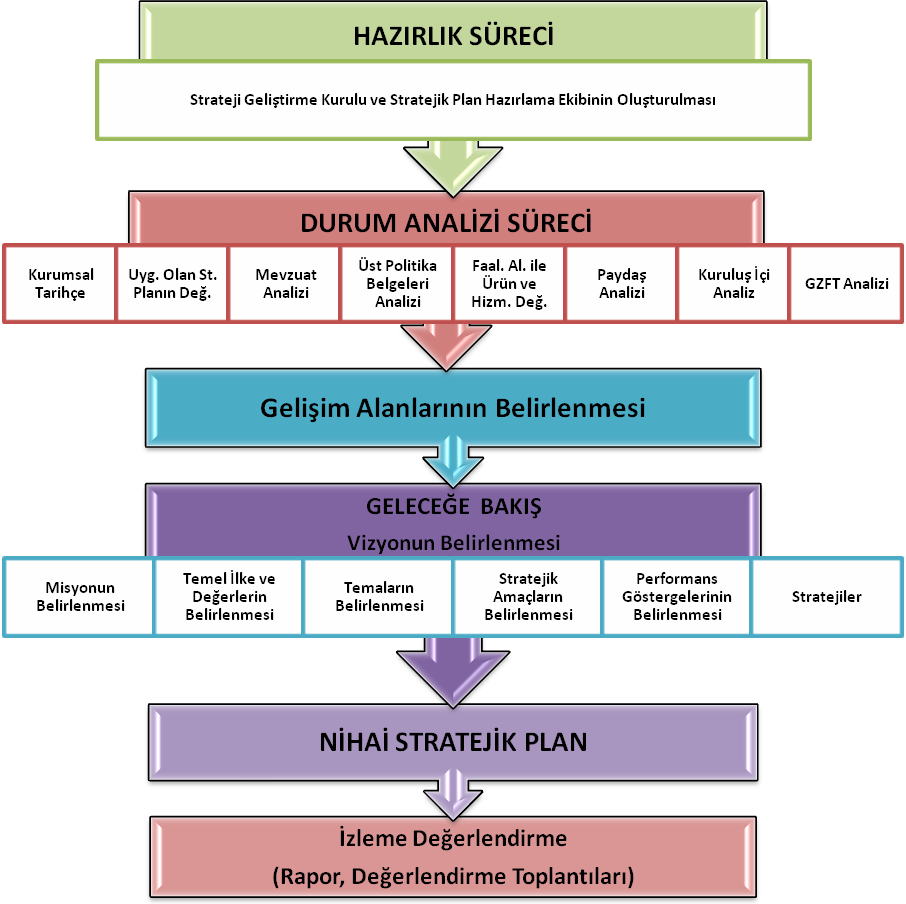 HAZIRLIK SÜRECİ
Strateji Geliştirme Kurulu ve Stratejik Plan Hazırlama Ekibinin Oluşturulması
DURUM ANALİZİ SÜRECİ
Kurumsal
Tarihçe
Uyg. Olan St.
Planın Değ.
Mevzuat
Analizi
Üst Politika
Belgeleri
Analizi
Faal. Al. ile
Ürün ve
Hizm. Değ.
Paydaş
Analizi
Kuruluş İçi
Analiz
GZFT Analizi
Gelişim Alanlarının Belirlenmesi
GELECEĞE BAKIŞ
Vizyonun Belirlenmesi
Misyonun
Belirlenmesi
Temel İlke ve
Değerlerin
Belirlenmesi
Temaların
Belirlenmesi
Stratejik
Amaçların
Belirlenmesi
Performans
Göstergelerinin
Belirlenmesi
Stratejiler
NİHAİ STRATEJİK PLAN
İzleme Değerlendirme
(Rapor, Değerlendirme Toplantıları)